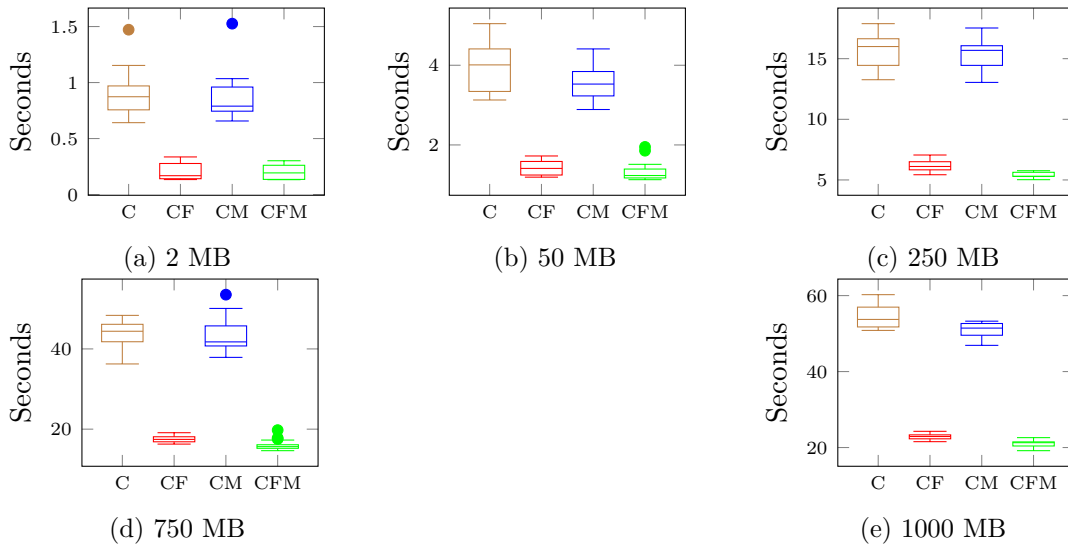 1.5
1
0.5
0
Seconds
C CF CM CFM
(a) 2 MB
4
2
Seconds
C CF CM CFM
(b) 50 MB
15
10
5
Seconds
C CF CM CFM
(c) 250 MB
40
20
Seconds
C CF CM CFM
(d) 750 MB
60
40
20
Seconds
C CF CM CFM
(e) 1000 MB